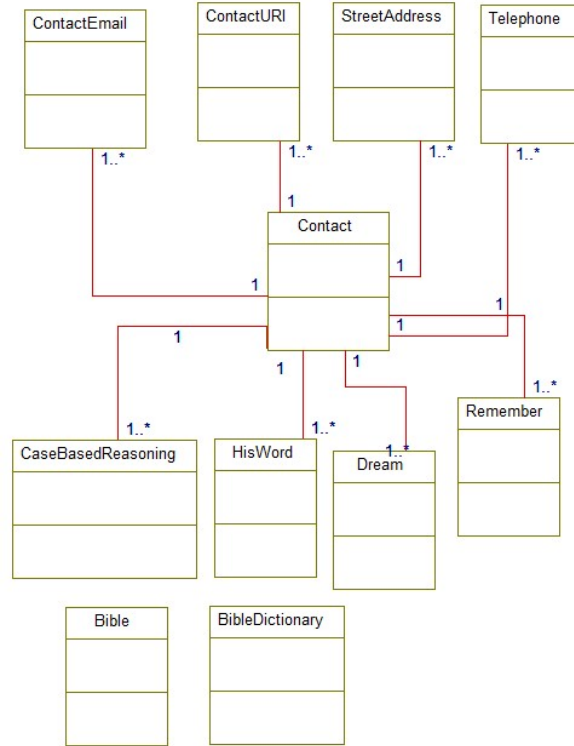 ContactEmail
ContactURI
StreetAddress
Telephone
1..*
1..*
1..*
1..*
1
Contact
1
1
1
1
1
1
1
1..*
Remember
1..*
1..*
1..*
CaseBasedReasoning
HisWord
Dream
Bible
BibleDictionary